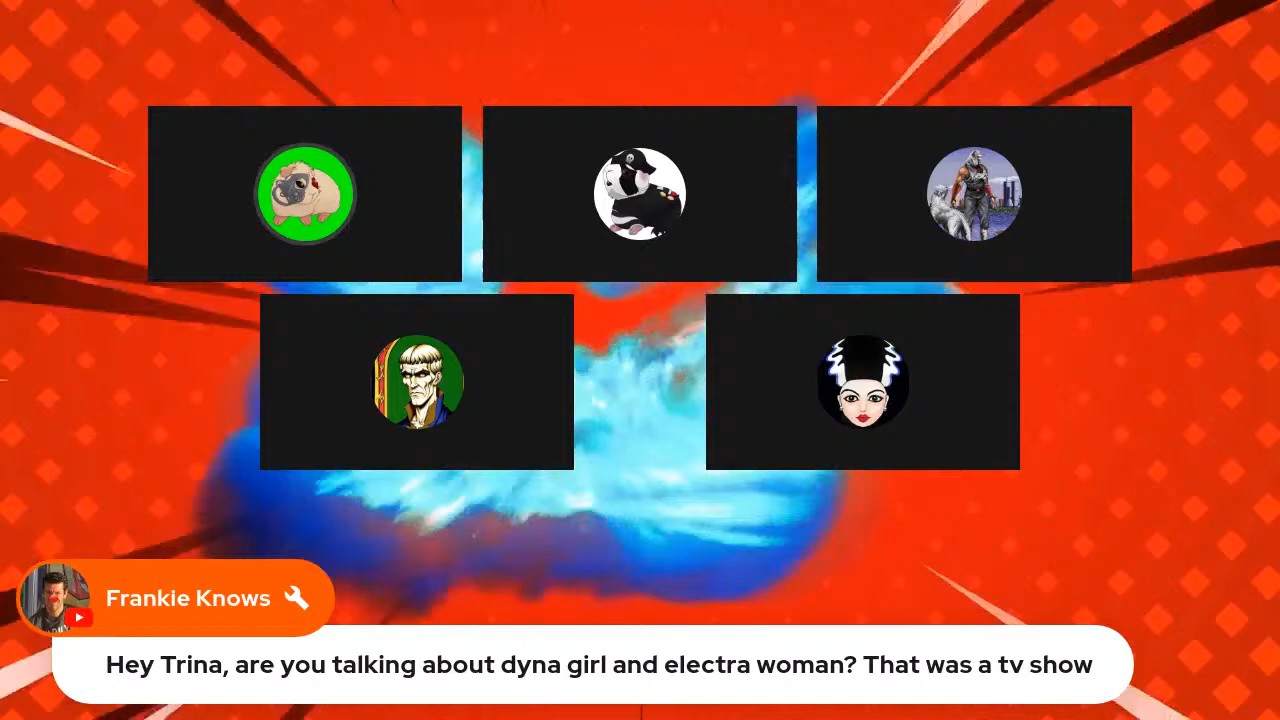 Frankie Knows
Hey Trina, are you talking about dyna girl and electra woman? That was a tv show